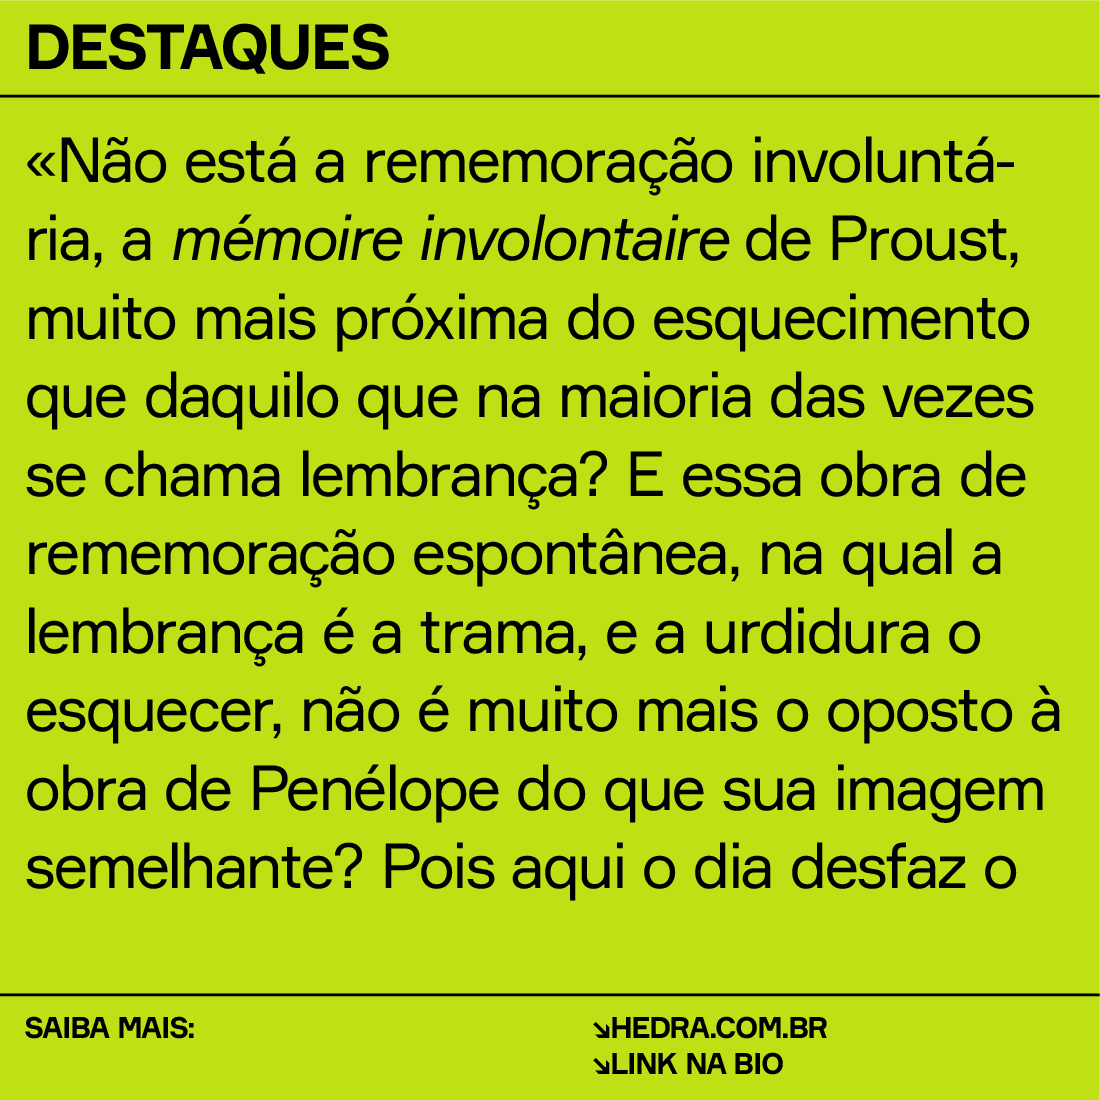 DESTAQUES
«Não está a rememoração involuntá-
ria, a mémoire involontaire de Proust,
muito mais próxima do esquecimento
que daquilo que na maioria das vezes
se chama lembrança? E essa obra de
rememoração espontânea, na qual a
lembrança é a trama, e a urdidura o
esquecer, não é muito mais o oposto à
obra de Penélope do que sua imagem
semelhante? Pois aqui o dia desfaz o
SAIBA MAIS:
↘HEDRA.COM.BR
↘LINK NA BIO